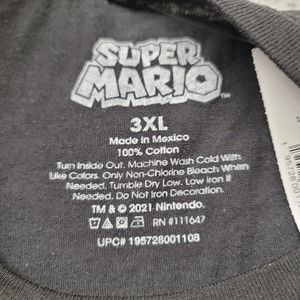 SUPER
MARIO™
3XL
Made in Mexico
100% Cotton
Turn Inside Out. Machine Wash Cold With
Like Colors. Only Non-Chlorine Bleach When
Needed. Tumble Dry Low. Low Iron If
Needed. Do Not Iron Decoration.
TM & © 2021 Nintendo.
RN #111647
UPC# 195728001108